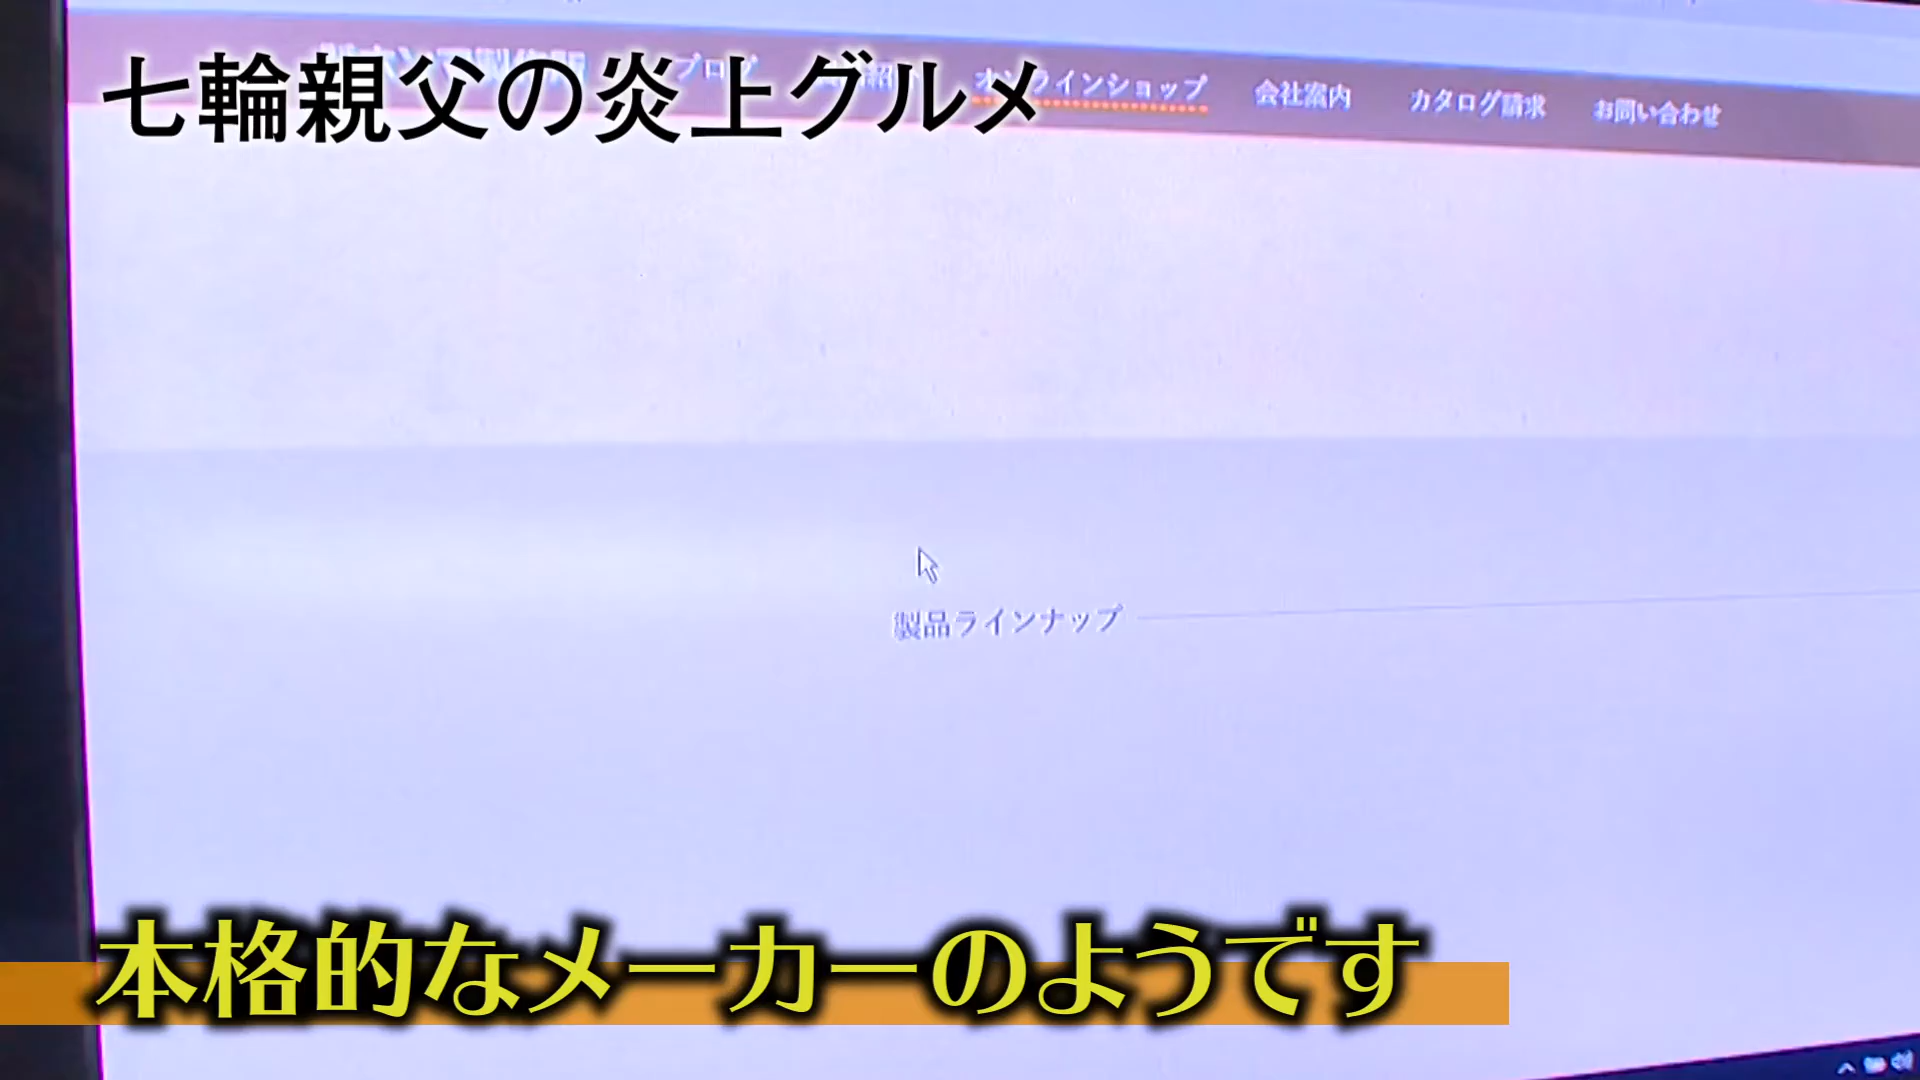 七輪親父の炎上グルメ
オンラインショップ
会社案内
カタログ請求
お問い合わせ
製品ラインナップ
本格的なメーカーのようです